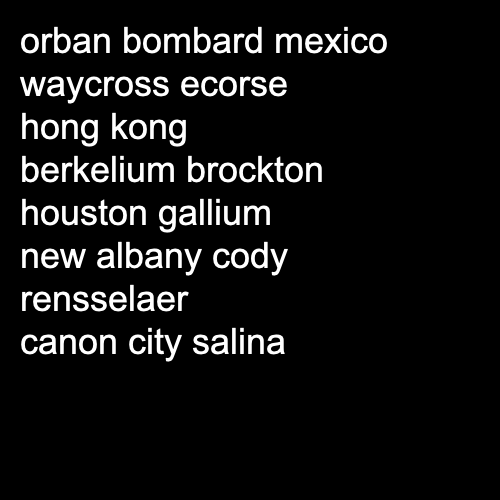 orban bombard mexico
waycross ecorse
hong kong
berkelium brockton
houston gallium
new albany cody
rensselaer
canon city salina